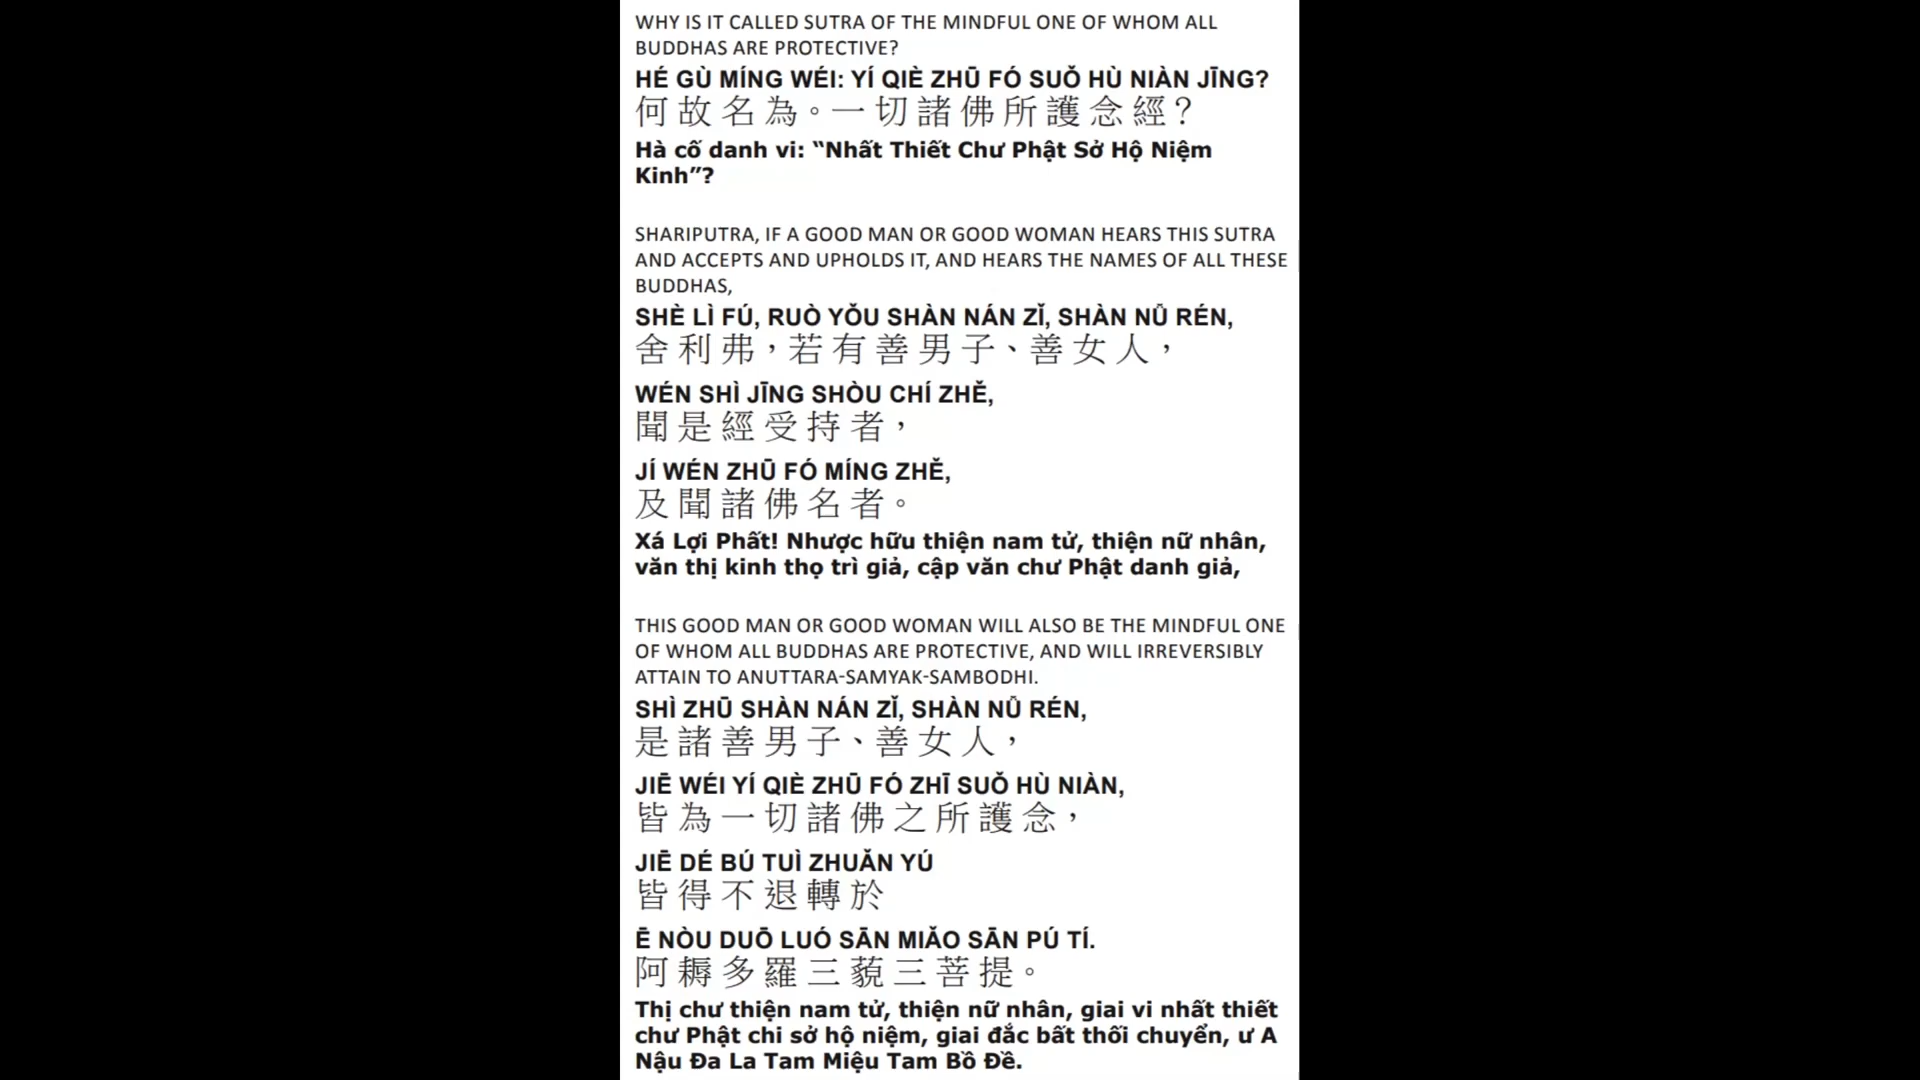 WHY IS IT CALLED SUTRA OF THE MINDFUL ONE OF WHOM ALL
BUDDHAS ARE PROTECTIVE?
HÉ GÙ MÍNG WÉI: YÍ QIÈ ZHŪ FÓ SUǑ HÙ NIÀN JĪNG?
何故名為。一切諸佛所護念經？
Hà cố danh vi: “Nhất Thiết Chư Phật Sở Hộ Niệm
Kinh”?
SHARIPUTRA, IF A GOOD MAN OR GOOD WOMAN HEARS THIS SUTRA
AND ACCEPTS AND UPHOLDS IT, AND HEARS THE NAMES OF ALL THESE
BUDDHAS,
SHÈ LÌ FÚ, RUÒ YǑU SHÀN NÁN ZǏ, SHÀN NǙ RÉN,
舍利弗，若有善男子、善女人，
WÉN SHÌ JĪNG SHÒU CHÍ ZHĚ,
聞是經受持者，
JÍ WÉN ZHŪ FÓ MÍNG ZHĚ,
及聞諸佛名者。
Xá Lợi Phất! Nhược hữu thiện nam tử, thiện nữ nhân,
văn thị kinh thọ trì giả, cập văn chư Phật danh giả,
THIS GOOD MAN OR GOOD WOMAN WILL ALSO BE THE MINDFUL ONE
OF WHOM ALL BUDDHAS ARE PROTECTIVE, AND WILL IRREVERSIBLY
ATTAIN TO ANUTTARA-SAMYAK-SAMBODHI.
SHÌ ZHŪ SHÀN NÁN ZǏ, SHÀN NǙ RÉN,
是諸善男子、善女人，
JIĒ WÉI YÍ QIÈ ZHŪ FÓ ZHĪ SUǑ HÙ NIÀN,
皆為一切諸佛之所護念，
JIĒ DÉ BÚ TUÌ ZHUǍN YÚ
皆得不退轉於
Ē NÒU DUŌ LUÓ SĀN MIǍO SĀN PÚ TÍ.
阿耨多羅三藐三菩提。
Thị chư thiện nam tử, thiện nữ nhân, giai vi nhất thiết
chư Phật chi sở hộ niệm, giai đắc bất thối chuyển, ư A
Nậu Đa La Tam Miệu Tam Bồ Đề.